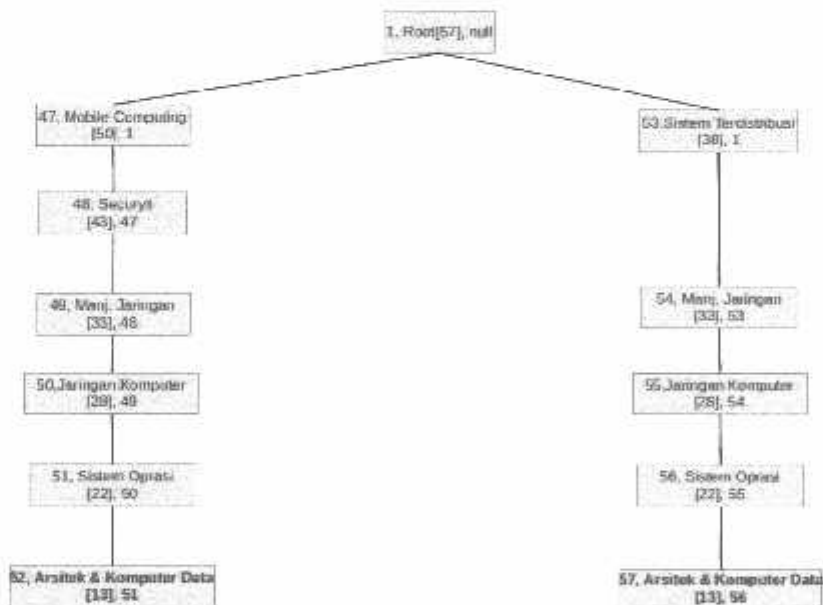 1, Root[57], null
47, Mobile Computing
[50], 1
48, Securyti
[43], 47
49, Manj. Jaringan
[33], 48
50,Jaringan Komputer
[28], 49
51, Sistem Oprasi
[22], 50
52, Arsitek & Komputer Data
[13], 51
53,Sistem Terdistribusi
[38], 1
54, Manj. Jaringan
[33], 53
55,Jaringan Komputer
[28], 54
56, Sistem Oprasi
[22], 55
57, Arsitek & Komputer Data
[13], 56